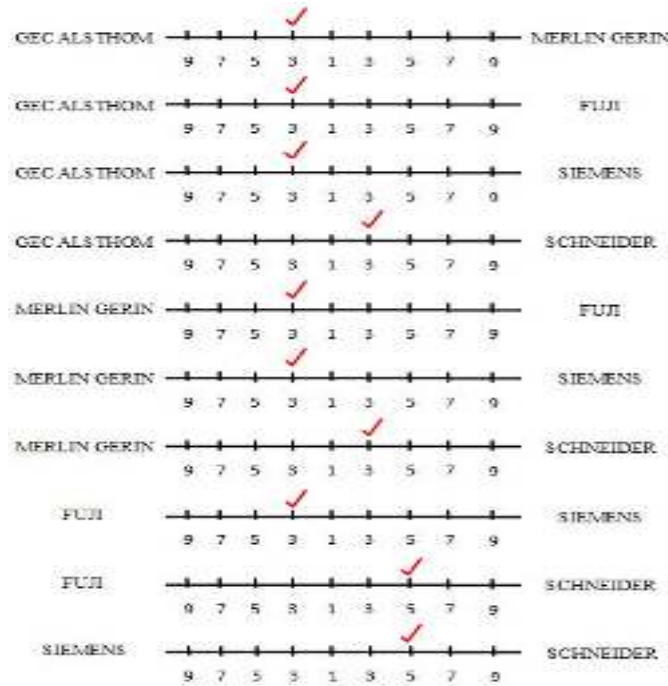 GEC ALSTHOM MERLIN GERIN
9 7 5 3 1 3 5 7 9
GEC ALSTHOM FUJI
9 7 5 3 1 3 5 7 9
GEC ALSTHOM SIEMENS
9 7 5 3 1 3 5 7 9
GEC ALSTHOM SCHNEIDER
9 7 5 3 1 3 5 7 9
MERLIN GERIN FUJI
9 7 5 3 1 3 5 7 9
MERLIN GERIN SIEMENS
9 7 5 3 1 3 5 7 9
MERLIN GERIN SCHNEIDER
9 7 5 3 1 3 5 7 9
FUJI SIEMENS
9 7 5 3 1 3 5 7 9
FUJI SCHNEIDER
9 7 5 3 1 3 5 7 9
SIEMENS SCHNEIDER
9 7 5 3 1 3 5 7 9